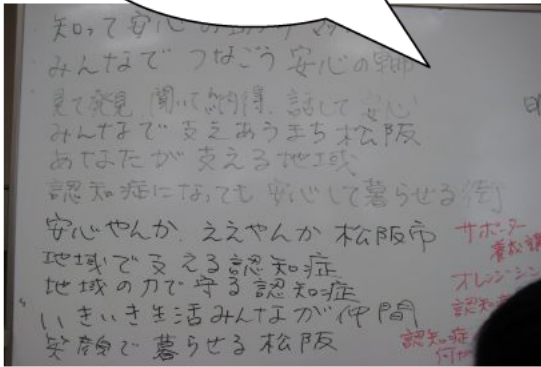 知って安心
みんなで つなごう 安心の郷
見て発見 聞いて納得 話して安心
みんなで支えあうまち松阪
あなたが支える地域
認知症になっても 安心して暮らせる街
安心やんか ええやんか 松阪市
地域で支える認知症
地域の力で守る認知症
いきいき生活みんなが仲間
笑顔で暮らせる松阪
サポーター
オレンジ
認知症